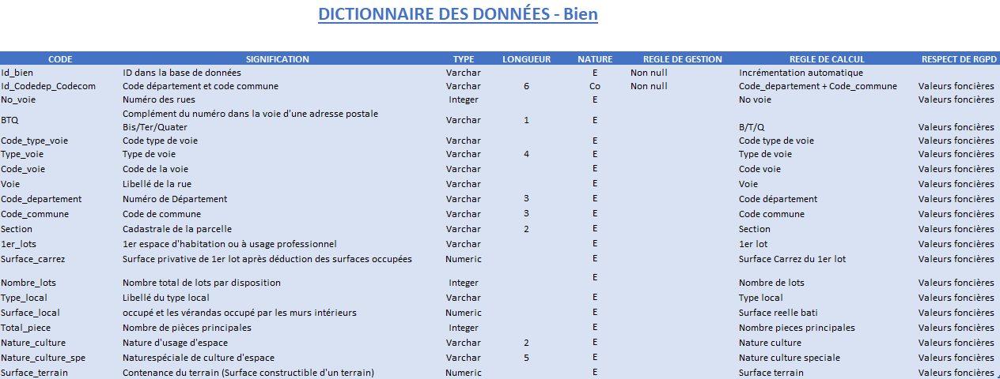 DICTIONNAIRE DES DONNÉES - Bien
CODE SIGNIFICATION TYPE LONGUEUR NATURE REGLE DE GESTION REGLE DE CALCUL RESPECT DE RGPD
Id_bien ID dans la base de données Varchar E Non null Incrémentation automatique
Id_Codedep_Codecom Code département et code commune Varchar 6 Co Non null Code_departement + Code_commune Valeurs foncières
No_voie Numéro des rues Integer E No voie Valeurs foncières
BTQ Complément du numéro dans la voie d'une adresse postale Bis/Ter/Quater Varchar 1 E B/T/Q Valeurs foncières
Code_type_voie Code type de voie Varchar E Code type de voie Valeurs foncières
Type_voie Type de voie Varchar 4 E Type de voie Valeurs foncières
Code_voie Code de la voie Varchar E Code voie Valeurs foncières
Voie Libellé de la rue Varchar E Voie Valeurs foncières
Code_departement Numéro de Département Varchar 3 E Code département Valeurs foncières
Code_commune Code de commune Varchar 3 E Code commune Valeurs foncières
Section Cadastrale de la parcelle Varchar 2 E Section Valeurs foncières
1er_lots 1er espace d'habitation ou à usage professionnel Varchar E 1er lot Valeurs foncières
Surface_carrez Surface privative de 1er lot après déduction des surfaces occupées Numeric E Surface Carrez du 1er lot Valeurs foncières
Nombre_lots Nombre total de lots par disposition Integer E Nombre de lots Valeurs foncières
Type_local Libellé du type local Varchar E Type local Valeurs foncières
Surface_local occupé et les vérandas occupé par les murs intérieurs Numeric E Surface reelle bati Valeurs foncières
Total_piece Nombre de pièces principales Integer E Nombre pieces principales Valeurs foncières
Nature_culture Nature d'usage d'espace Varchar 2 E Nature culture Valeurs foncières
Nature_culture_spe Naturespéciale de culture d'espace Varchar 5 E Nature culture speciale Valeurs foncières
Surface_terrain Contenance du terrain (Surface constructible d'un terrain) Numeric E Surface terrain Valeurs foncières